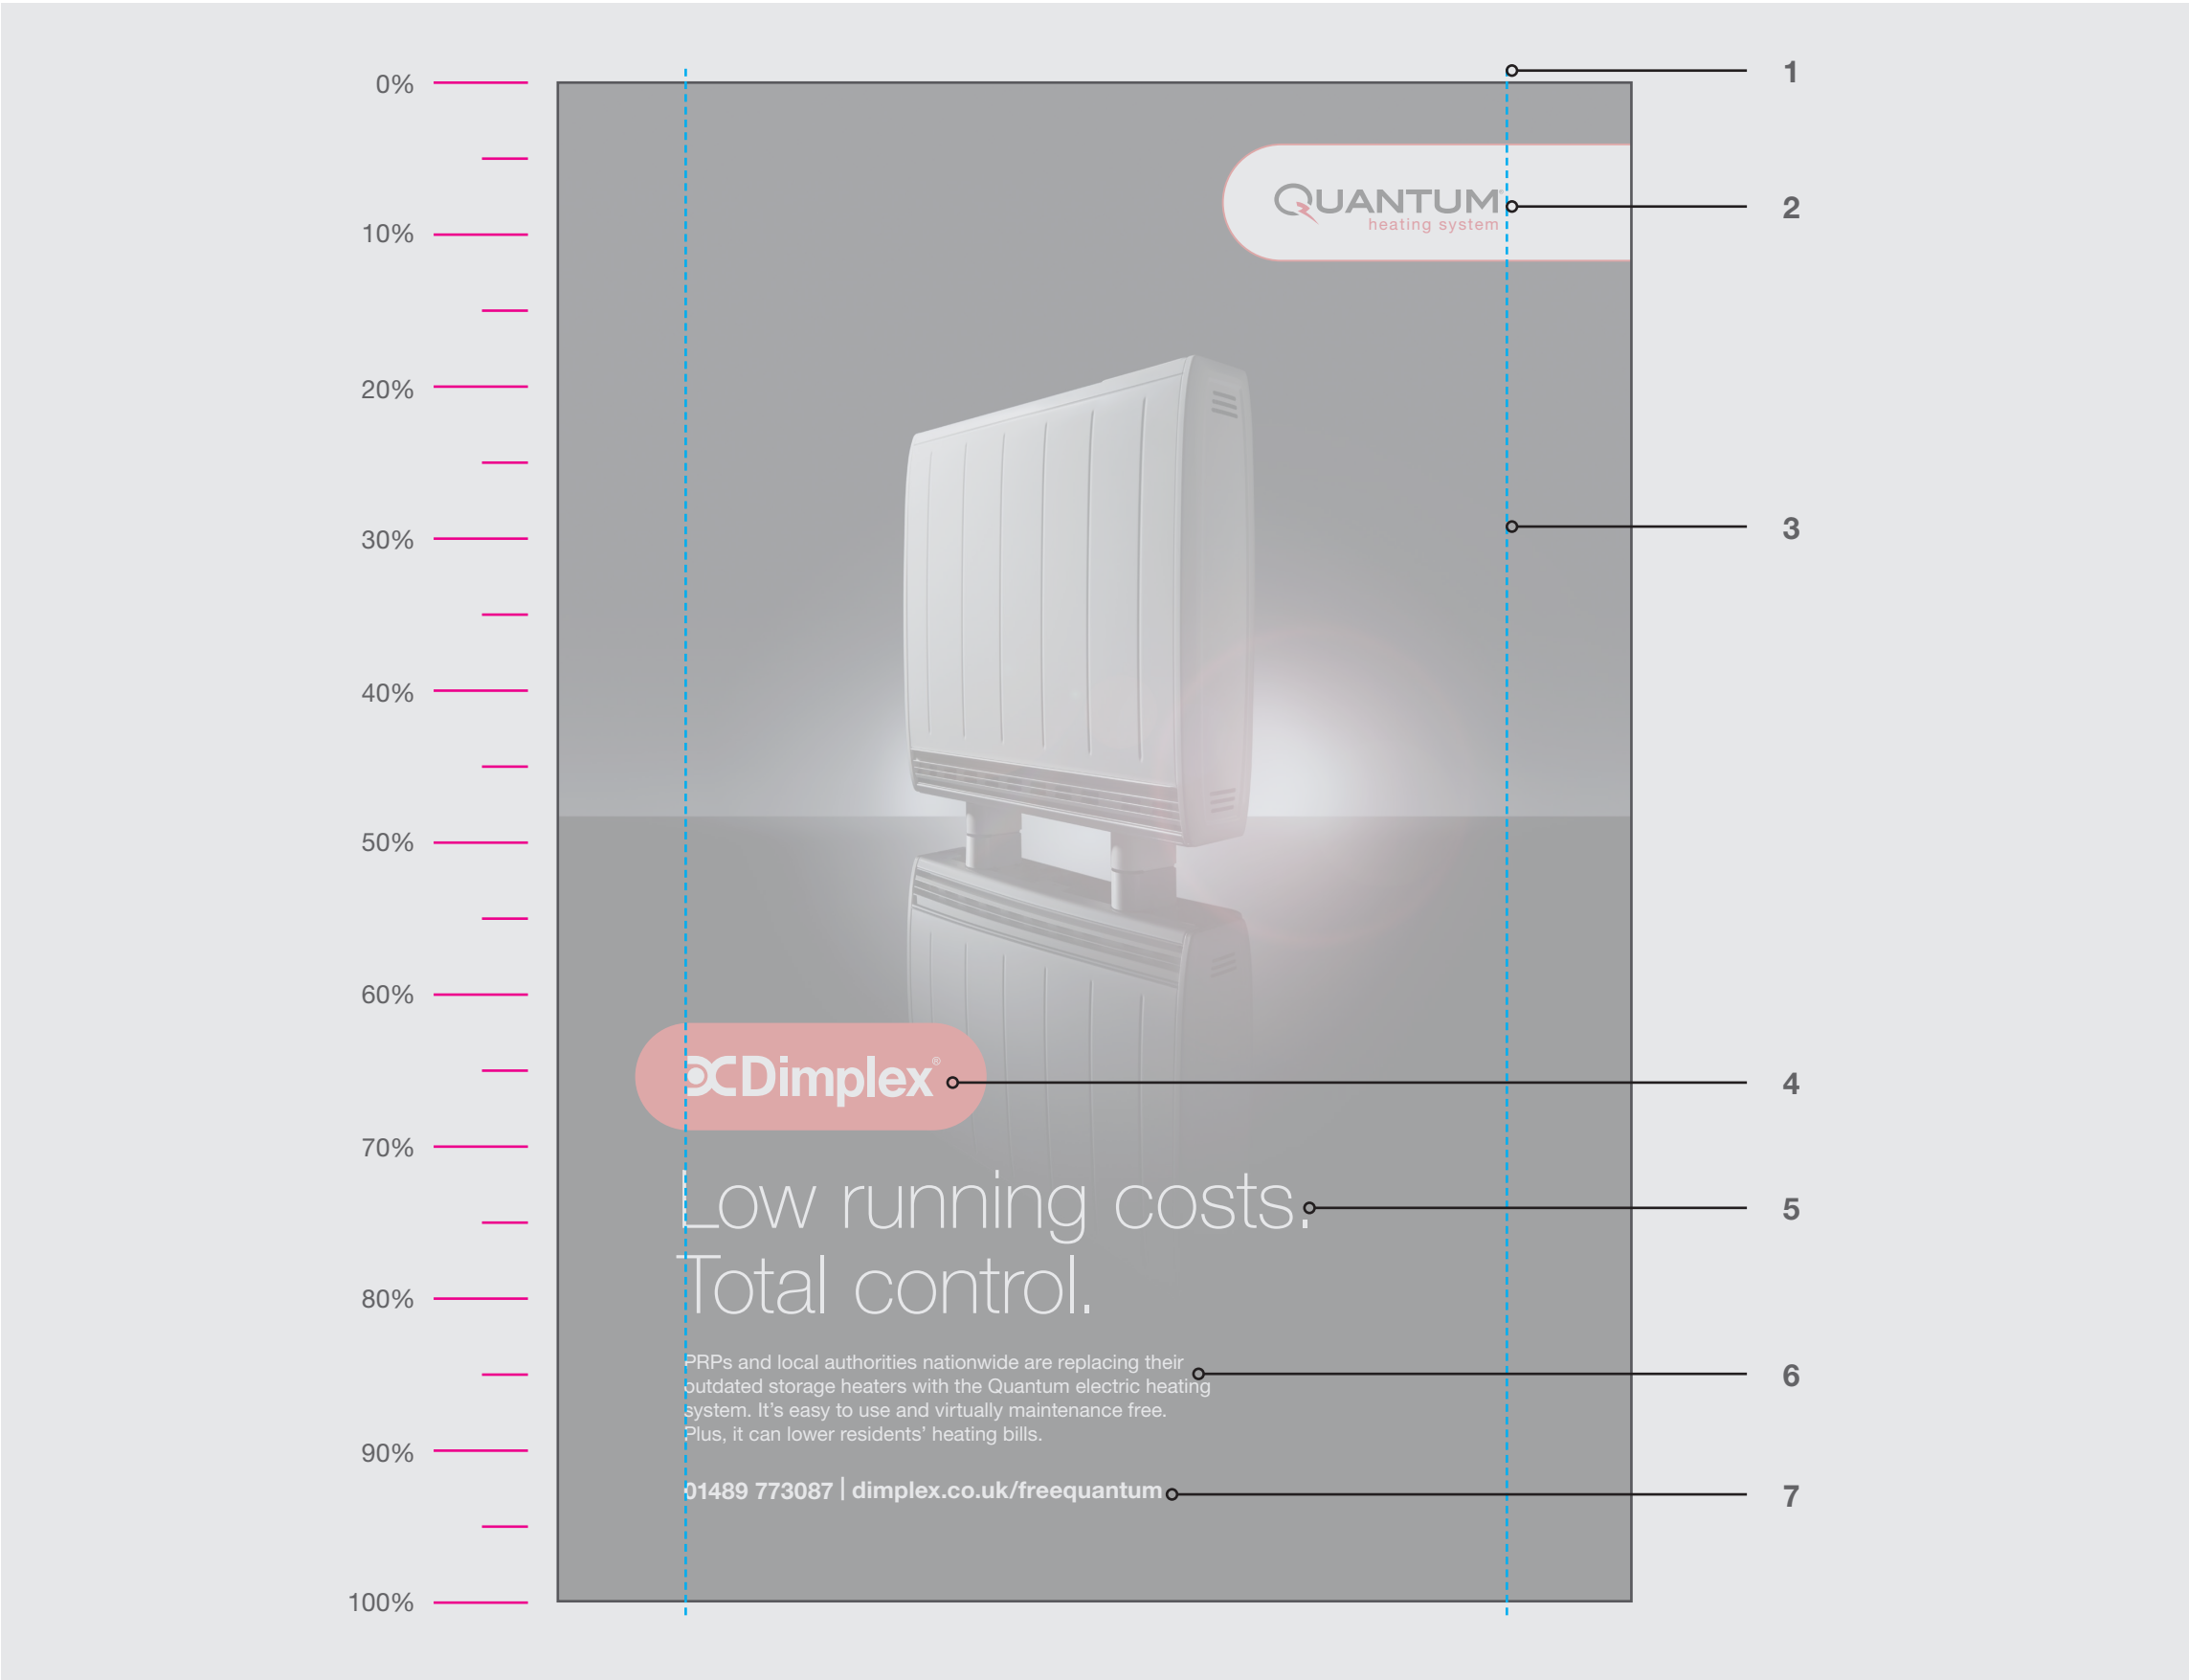 0%
10%
20%
30%
40%
50%
60%
70%
80%
90%
100%
QUANTUM®
heating system
Dimplex®
Low running costs.
Total control.
PRPs and local authorities nationwide are replacing their
outdated storage heaters with the Quantum electric heating
system. It’s easy to use and virtually maintenance free.
Plus, it can lower residents’ heating bills.
01489 773087 | dimplex.co.uk/freequantum
1
2
3
4
5
6
7